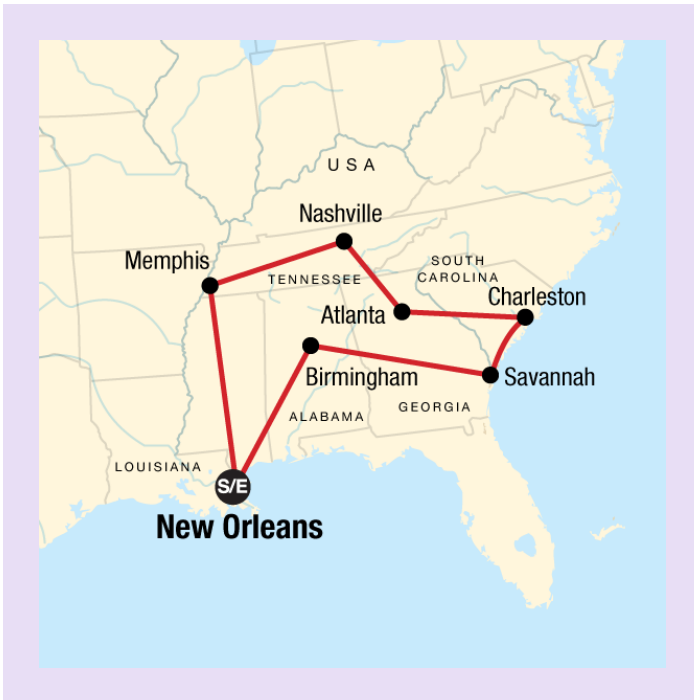 USA
Nashville
Memphis
TENNESSEE
SOUTH
CAROLINA
Charleston
Atlanta
Birmingham
Savannah
GEORGIA
ALABAMA
LOUISIANA
S/E
New Orleans